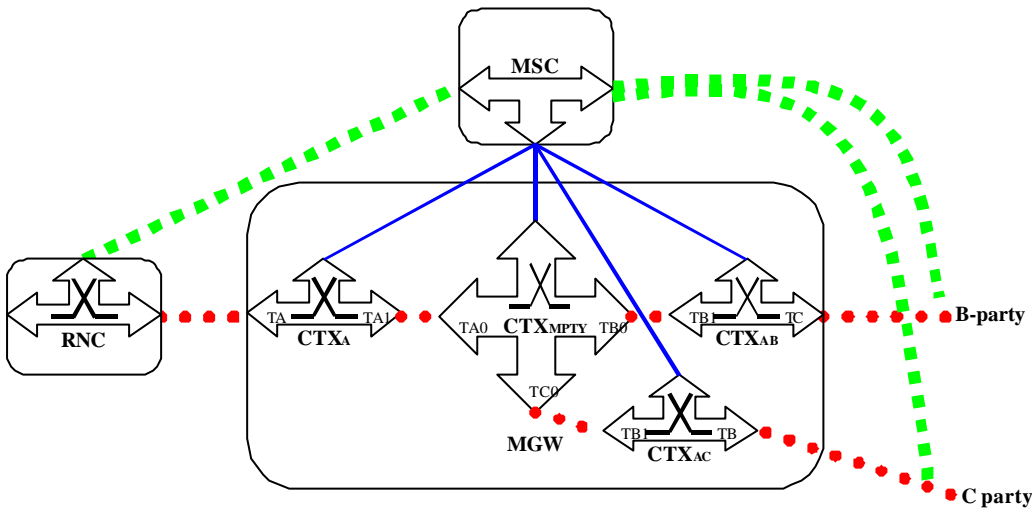 MSC
TA TA1
CTXA
TA0 CTXMPTY TB0
TB1 TC
CTXAB
B-party
RNC
TC0
MGW
TB1 TB
CTXAC
C party